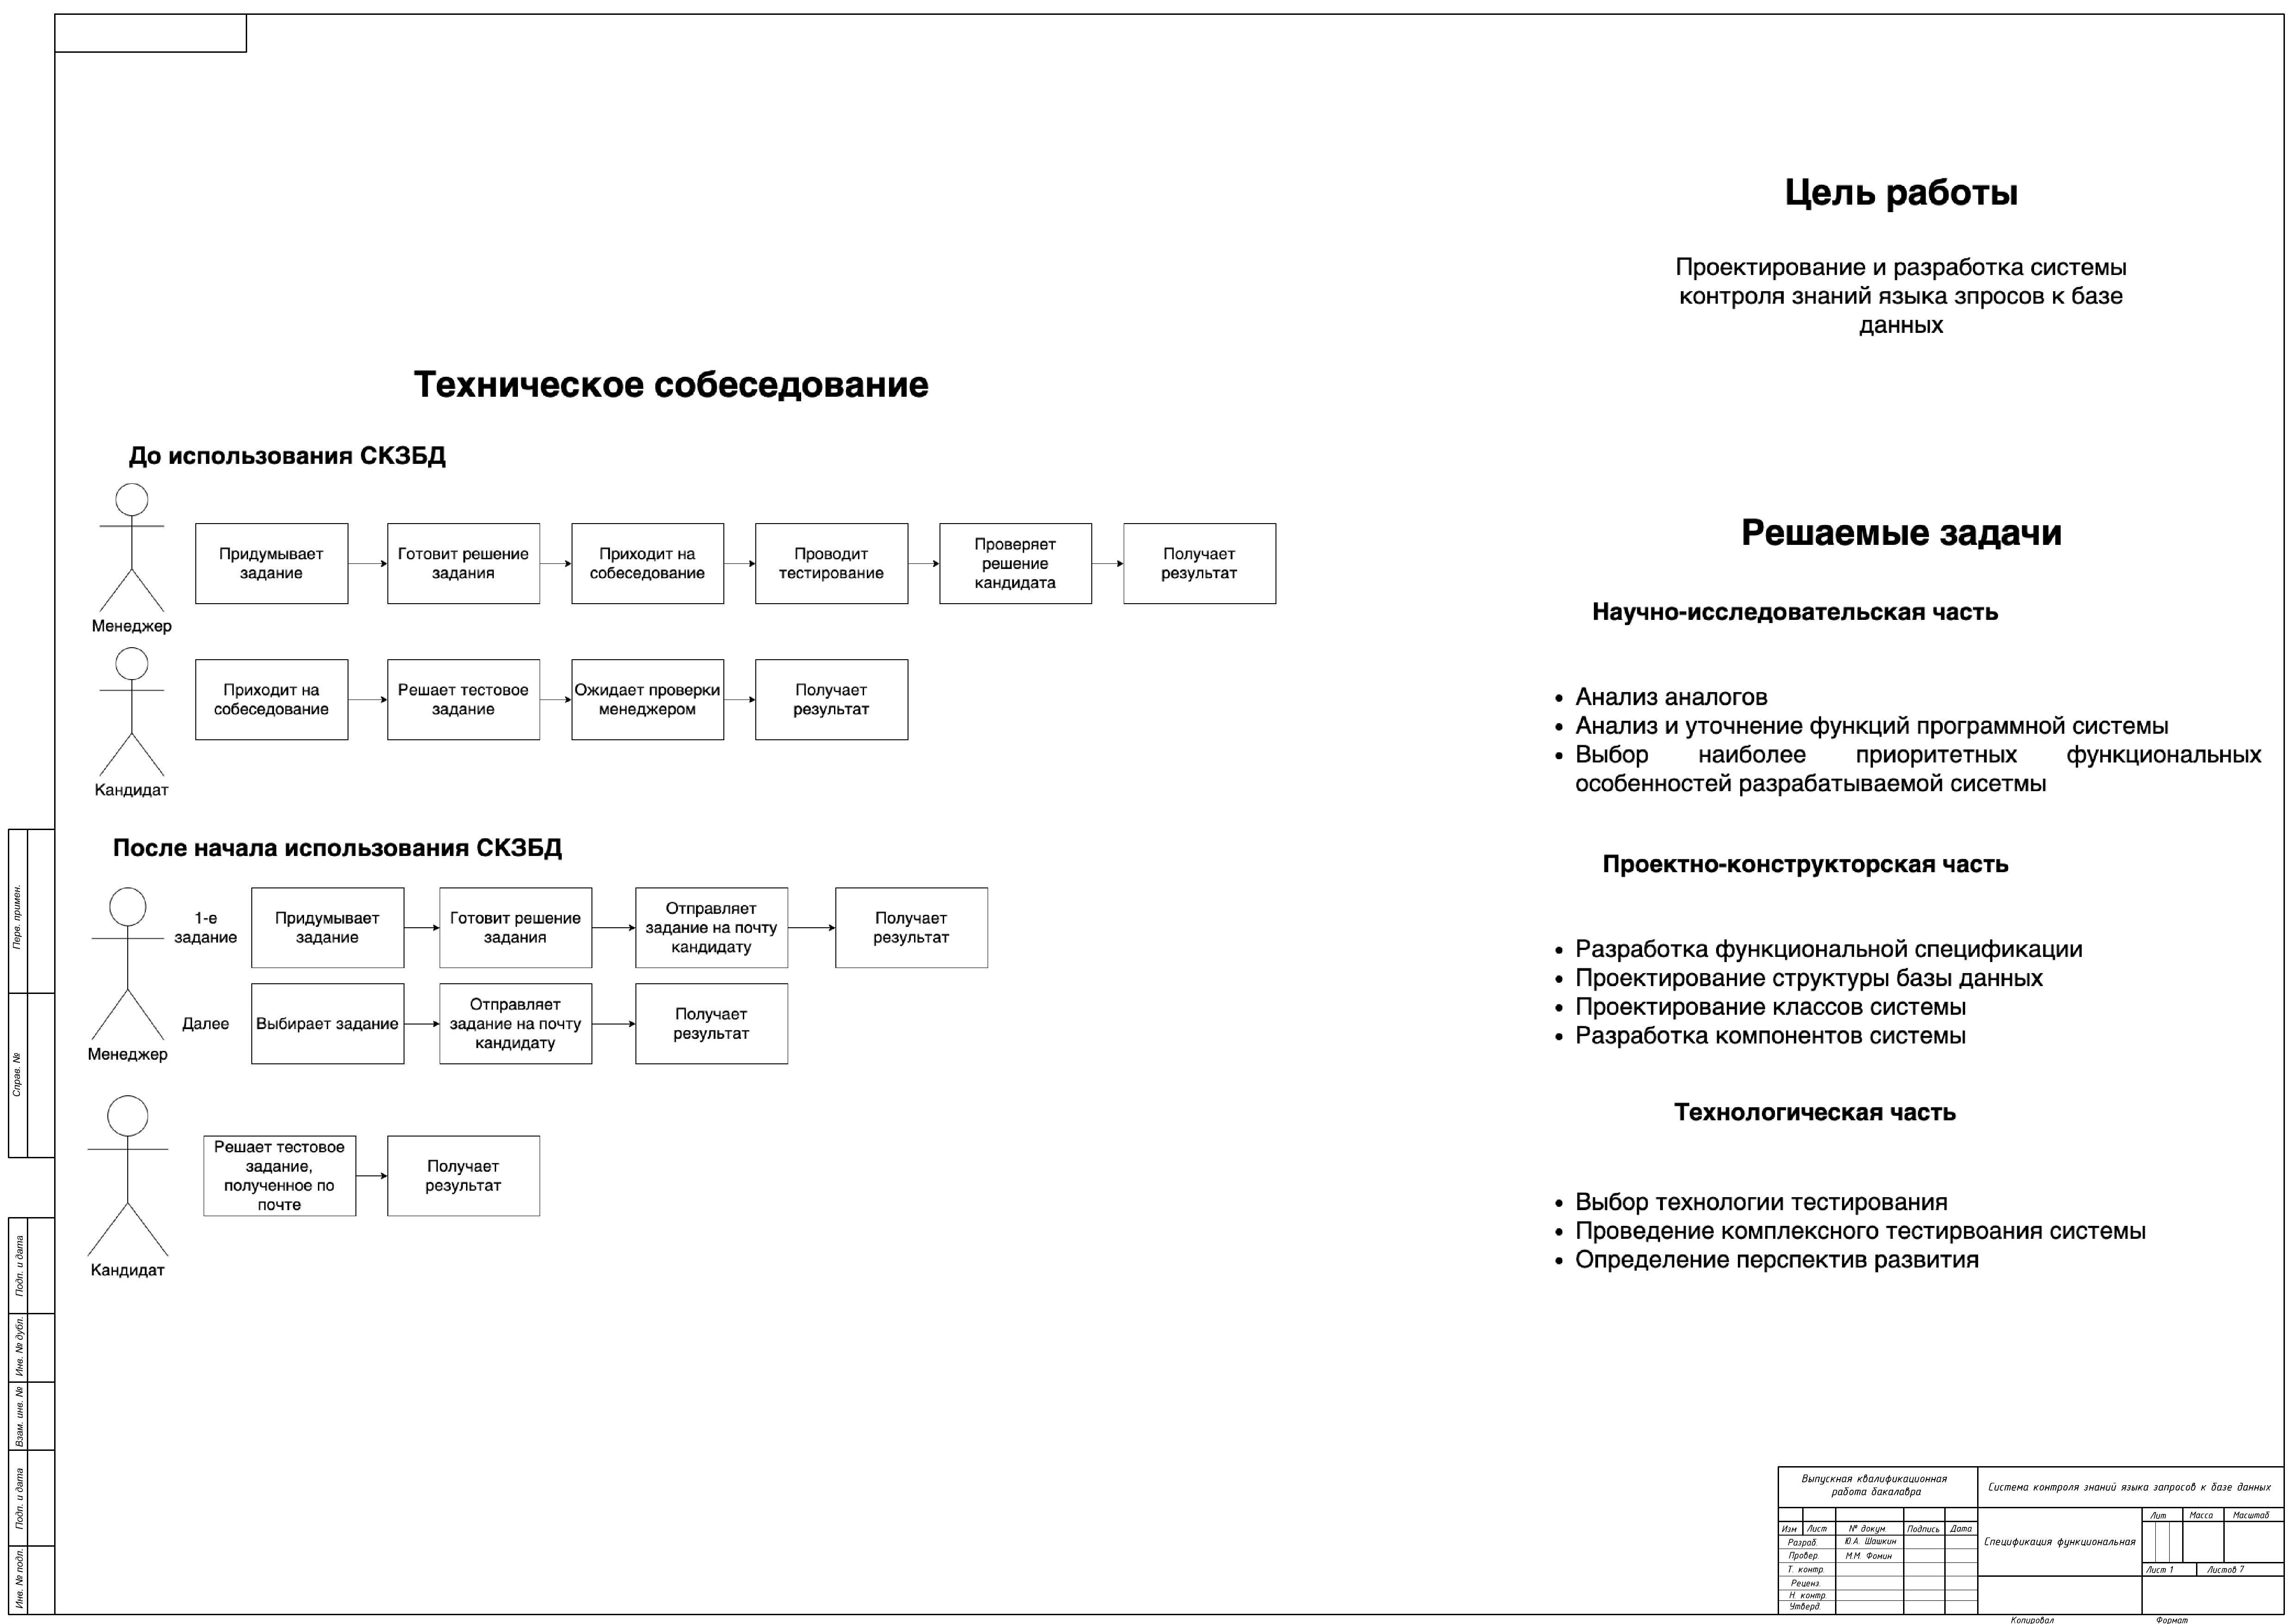 Цель работы
Проектирование и разработка системы
контроля знаний языка зпросов к базе
данных
Техническое собеседование
До использования СКЗБД
Придумывает
задание
Готовит решение
задания
Приходит на
собеседование
Проводит
тестирование
Проверяет
решение
кандидата
Получает
результат
Менеджер
Приходит на
собеседование
Решает тестовое
задание
Ожидает проверки
менеджером
Получает
результат
Кандидат
После начала использования СКЗБД
1-е
задание
Придумывает
задание
Готовит решение
задания
Отправляет
задание на почту
кандидату
Получает
результат
Далее
Выбирает задание
Отправляет
задание на почту
кандидату
Получает
результат
Менеджер
Решает тестовое
задание,
полученное по
почте
Получает
результат
Кандидат
Решаемые задачи
Научно-исследовательская часть
• Анализ аналогов
• Анализ и уточнение функций программной системы
• Выбор наиболее приоритетных функциональных
особенностей разрабатываемой сисетмы
Проектно-конструкторская часть
• Разработка функциональной спецификации
• Проектирование структуры базы данных
• Проектирование классов системы
• Разработка компонентов системы
Технологическая часть
• Выбор технологии тестирования
• Проведение комплексного тестирвоания системы
• Определение перспектив развития
Перв. примен.
Справ. №
Подп. и дата
Инв. № дубл.
Взам. инв. №
Подп. и дата
Инв. № подл.
Выпускная квалификационная
работа бакалавра
Система контроля знаний языка запросов к базе данных
Изм Лист № докум. Подпись Дата
Разраб. Ю.А. Шашкин
Провер. М.М. Фомин
Т. контр.
Реценз.
Н. контр.
Утверд.
Спецификация функциональная
Лит Масса Масштаб
Лист 1 Листов 7
Копировал Формат